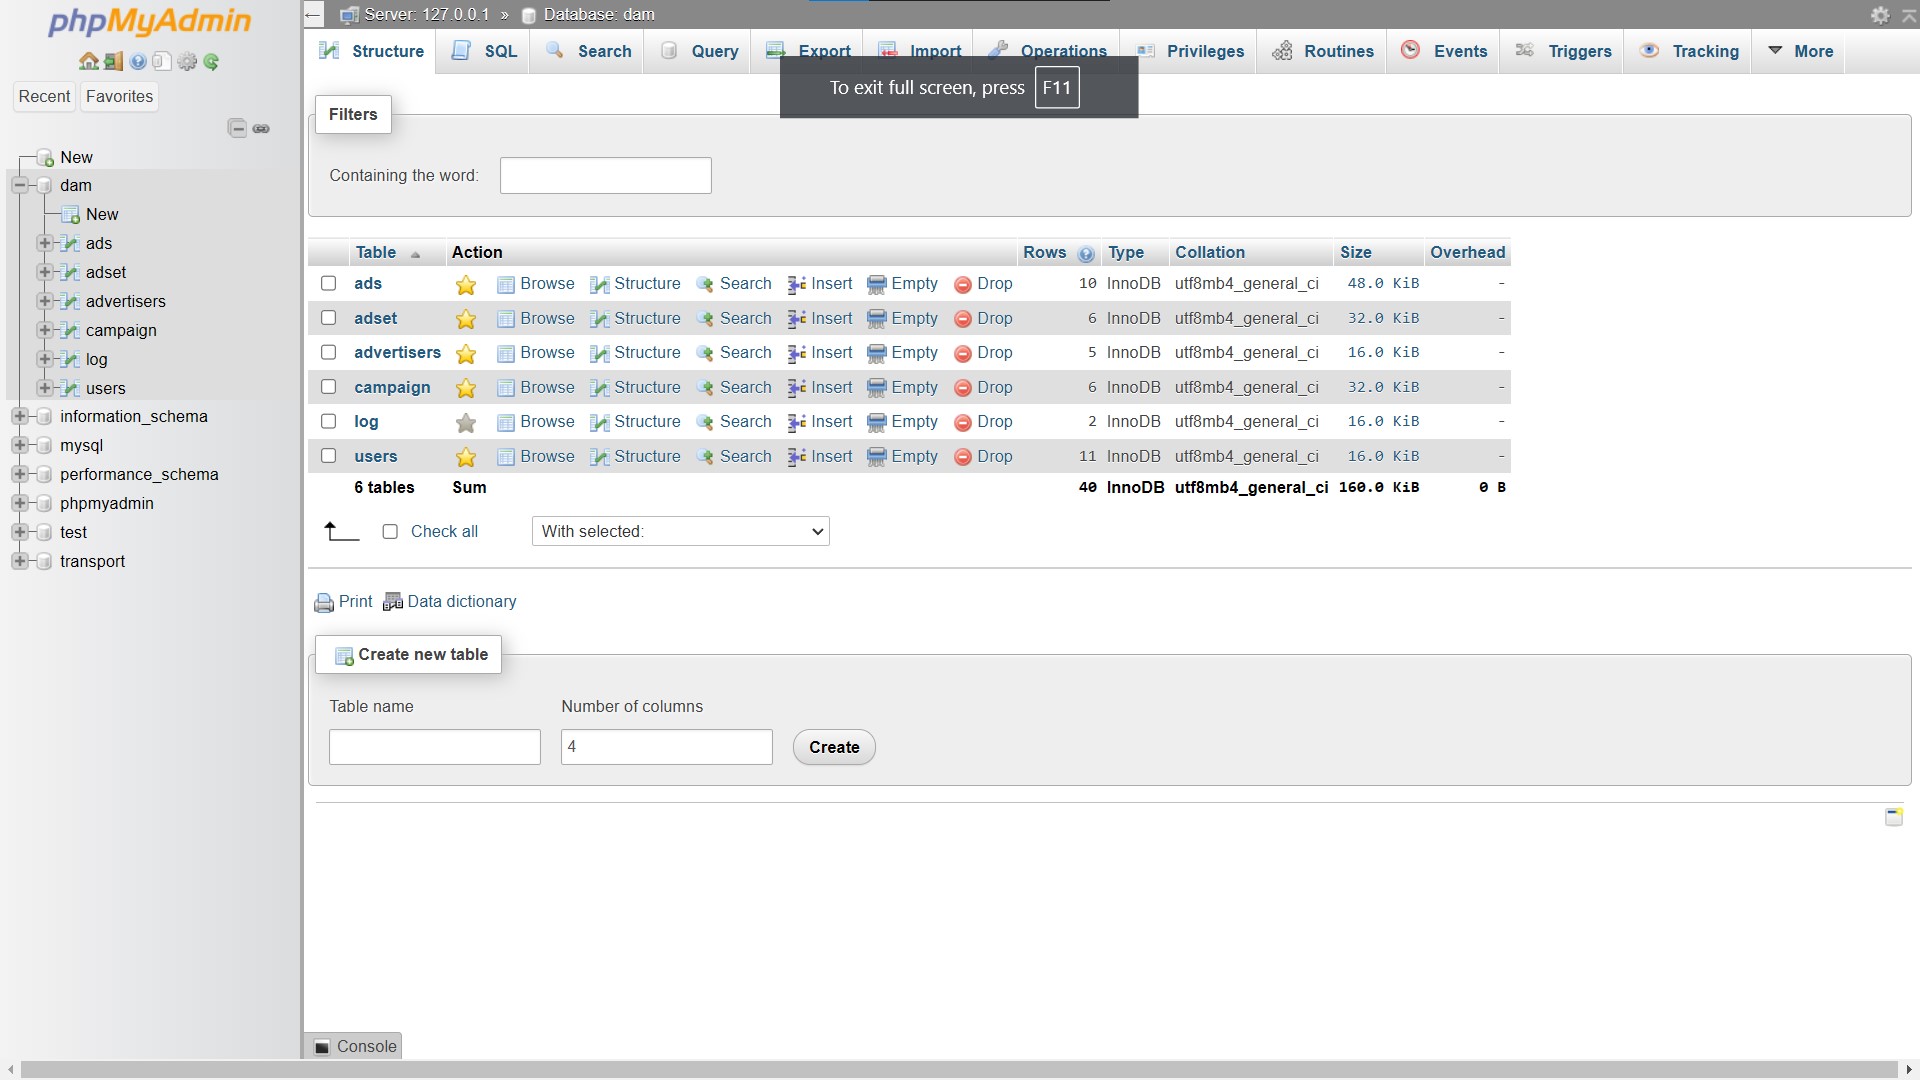 phpMyAdmin
Recent Favorites
New
dam
New
ads
adset
advertisers
campaign
log
users
information_schema
mysql
performance_schema
phpmyadmin
test
transport
← Server: 127.0.0.1 » Database: dam
Structure SQL Search Query Export Import Operations Privileges Routines Events Triggers Tracking More
To exit full screen, press F11
Filters
Containing the word:
Table Action Rows Type Collation Size Overhead
ads Browse Structure Search Insert Empty Drop 10 InnoDB utf8mb4_general_ci 48.0 KiB -
adset Browse Structure Search Insert Empty Drop 6 InnoDB utf8mb4_general_ci 32.0 KiB -
advertisers Browse Structure Search Insert Empty Drop 5 InnoDB utf8mb4_general_ci 16.0 KiB -
campaign Browse Structure Search Insert Empty Drop 6 InnoDB utf8mb4_general_ci 32.0 KiB -
log Browse Structure Search Insert Empty Drop 2 InnoDB utf8mb4_general_ci 16.0 KiB -
users Browse Structure Search Insert Empty Drop 11 InnoDB utf8mb4_general_ci 16.0 KiB -
6 tables Sum 40 InnoDB utf8mb4_general_ci 160.0 KiB 0 B
Check all With selected:
Print Data dictionary
Create new table
Table name Number of columns
4 Create
Console